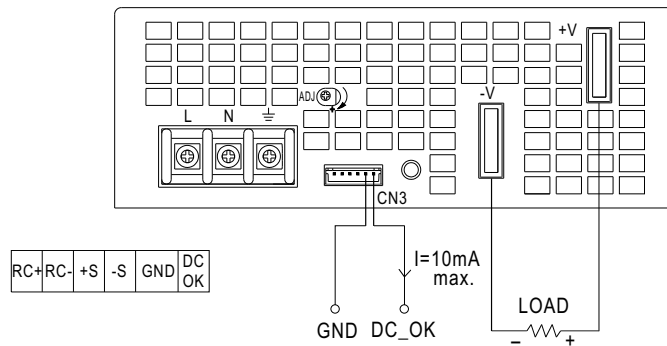 +V
-V
ADJ
+
L N ⏚
CN3
RC+ RC- +S -S GND DC OK
I=10mA
max.
GND DC_OK
LOAD
– +